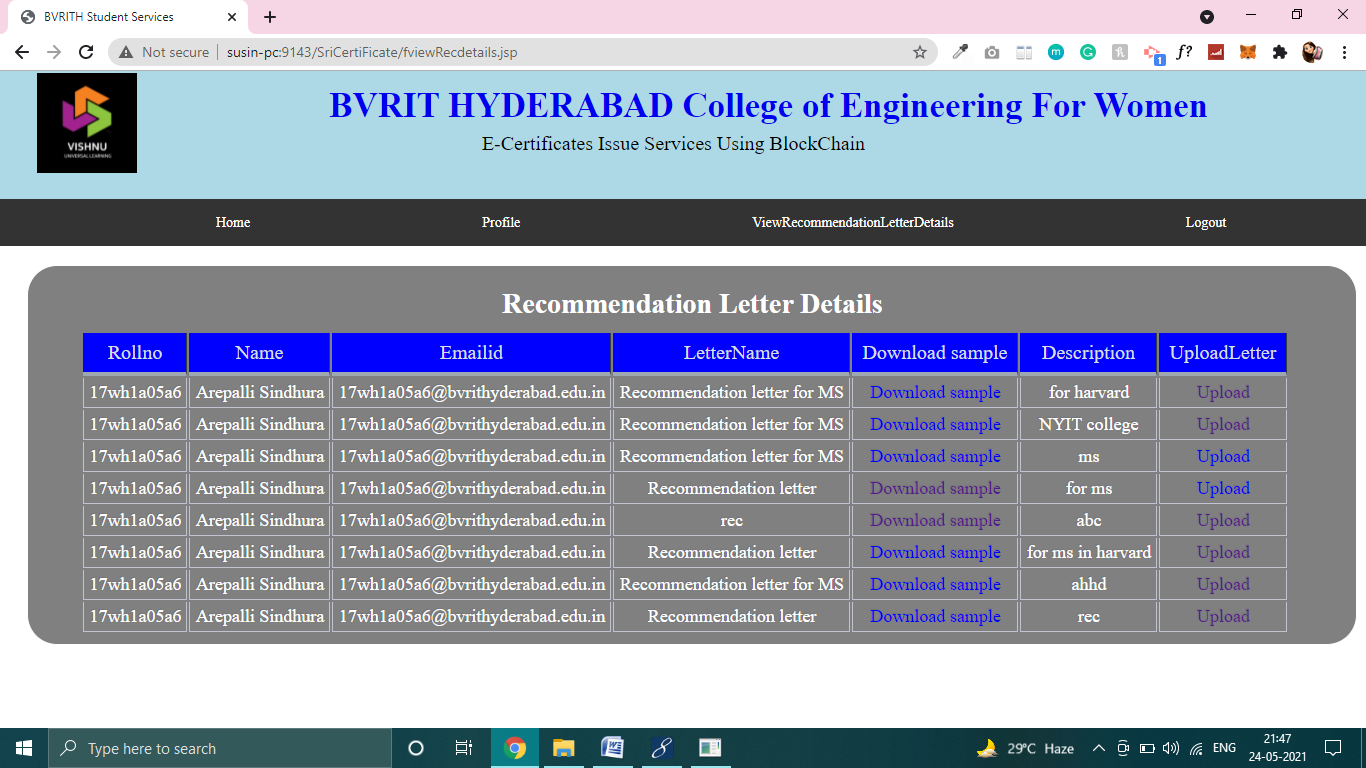 BVRITH Student Services
Not secure susin-pc:9143/SriCertiFicate/fviewRecdetails.jsp
1
VISHNU
UNIVERSAL LEARNING
BVRIT HYDERABAD College of Engineering For Women
E-Certificates Issue Services Using BlockChain
Home Profile ViewRecommendationLetterDetails Logout
Recommendation Letter Details
Rollno Name Emailid LetterName Download sample Description UploadLetter
17wh1a05a6 Arepalli Sindhura 17wh1a05a6@bvrithyderabad.edu.in Recommendation letter for MS Download sample for harvard Upload
17wh1a05a6 Arepalli Sindhura 17wh1a05a6@bvrithyderabad.edu.in Recommendation letter for MS Download sample NYIT college Upload
17wh1a05a6 Arepalli Sindhura 17wh1a05a6@bvrithyderabad.edu.in Recommendation letter for MS Download sample ms Upload
17wh1a05a6 Arepalli Sindhura 17wh1a05a6@bvrithyderabad.edu.in Recommendation letter Download sample for ms Upload
17wh1a05a6 Arepalli Sindhura 17wh1a05a6@bvrithyderabad.edu.in rec Download sample abc Upload
17wh1a05a6 Arepalli Sindhura 17wh1a05a6@bvrithyderabad.edu.in Recommendation letter Download sample for ms in harvard Upload
17wh1a05a6 Arepalli Sindhura 17wh1a05a6@bvrithyderabad.edu.in Recommendation letter for MS Download sample ahhd Upload
17wh1a05a6 Arepalli Sindhura 17wh1a05a6@bvrithyderabad.edu.in Recommendation letter Download sample rec Upload
Type here to search
29°C Haze
ENG
21:47
24-05-2021